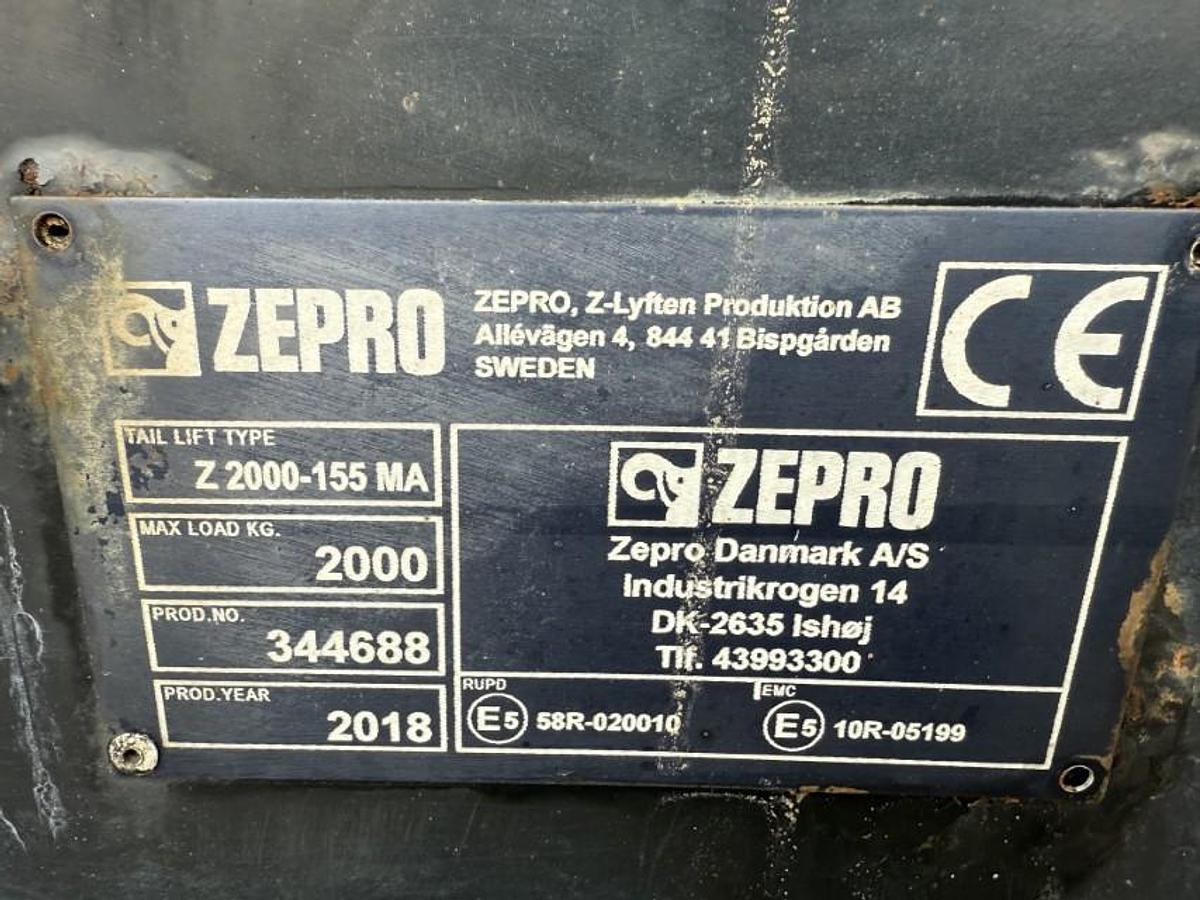 ZEPRO
ZEPRO, Z-Lyften Produktion AB
Allévägen 4, 844 41 Bispgården
SWEDEN
CE
TAIL LIFT TYPE
Z 2000-155 MA
MAX LOAD KG.
2000
PROD.NO.
344688
PROD.YEAR
2018
ZEPRO
Zepro Danmark A/S
Industrikrogen 14
DK-2635 Ishøj
Tlf. 43993300
RUPD
E5 58R-020010
EMC
E5 10R-05199